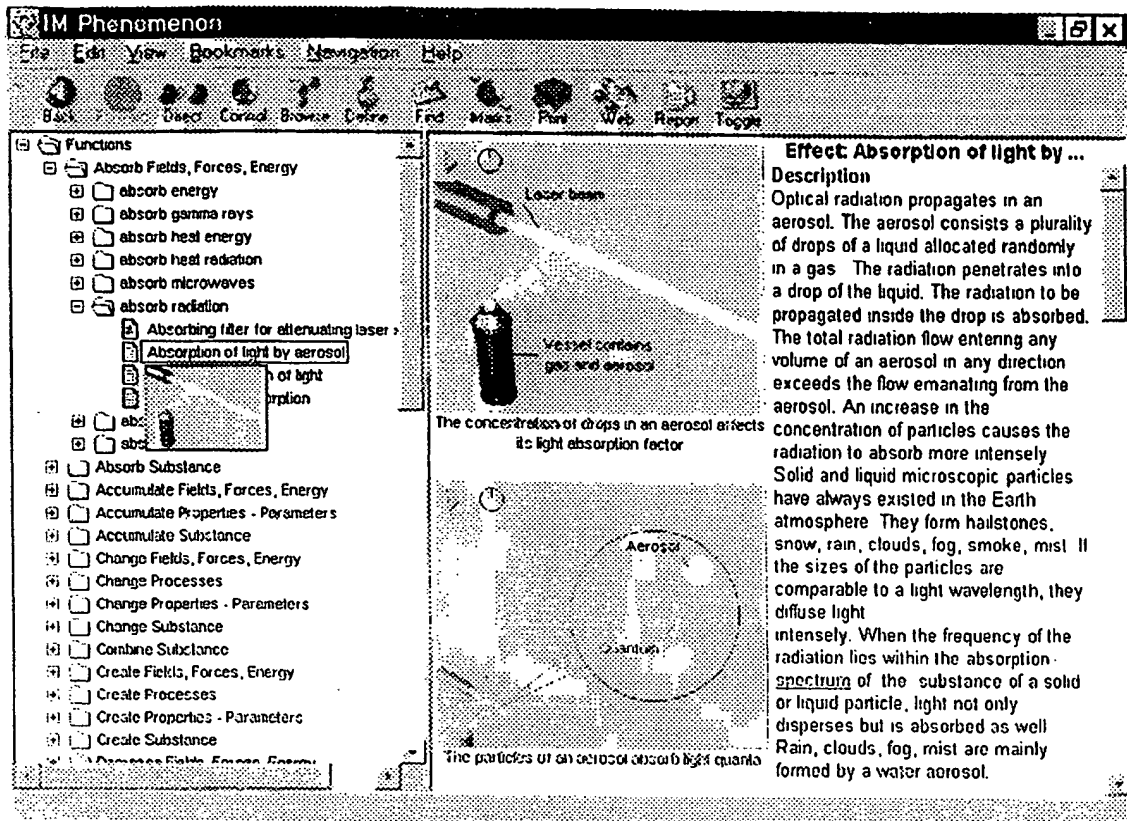 IM Phenomenon
File Edit View Bookmarks Navigation Help
Back Direct Control Browse Define Find Marks Print Web Report Toggle
Functions
Absorb Fields, Forces, Energy
absorb energy
absorb gamma rays
absorb heat energy
absorb heat radiation
absorb microwaves
absorb radiation
Absorbing filter for attenuating laser
Absorption of light by aerosol
n of light
orption
abs
abs
Absorb Substance
Accumulate Fields, Forces, Energy
Accumulate Properties - Parameters
Accumulate Substance
Change Fields, Forces, Energy
Change Processes
Change Properties - Parameters
Change Substance
Combine Substance
Create Fields, Forces, Energy
Create Processes
Create Properties - Parameters
Create Substance
Laser beam
Vessel contains
gas and aerosol
The concentration of drops in an aerosol affects
its light absorption factor
Aerosol
Quantum
The particles of an aerosol absorb light quanta
Effect: Absorption of light by ...
Description
Optical radiation propagates in an
aerosol. The aerosol consists a plurality
of drops of a liquid allocated randomly
in a gas The radiation penetrates into
a drop of the liquid. The radiation to be
propagated inside the drop is absorbed.
The total radiation flow entering any
volume of an aerosol in any direction
exceeds the flow emanating from the
aerosol. An increase in the
concentration of particles causes the
radiation to absorb more intensely
Solid and liquid microscopic particles
have always existed in the Earth
atmosphere They form hailstones,
snow, rain, clouds, fog, smoke, mist If
the sizes of the particles are
comparable to a light wavelength, they
diffuse light
intensely. When the frequency of the
radiation lies within the absorption
spectrum of the substance of a solid
or liquid particle, light not only
disperses but is absorbed as well
Rain, clouds, fog, mist are mainly
formed by a water aerosol.